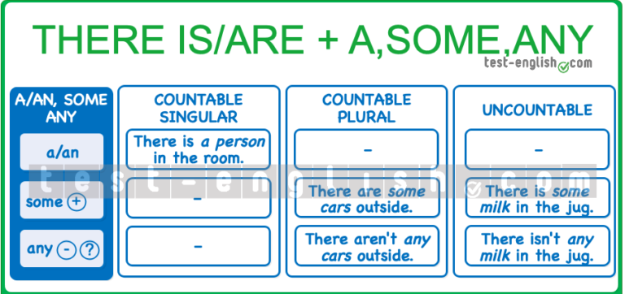 THERE IS/ARE + A,SOME,ANY
test-english.com
A/AN, SOME
ANY
COUNTABLE
SINGULAR
COUNTABLE
PLURAL
UNCOUNTABLE
a/an
There is a person
in the room.
-
-
some +
-
There are some
cars outside.
There is some
milk in the jug.
any - ?
-
There aren't any
cars outside.
There isn't any
milk in the jug.
test-english.com